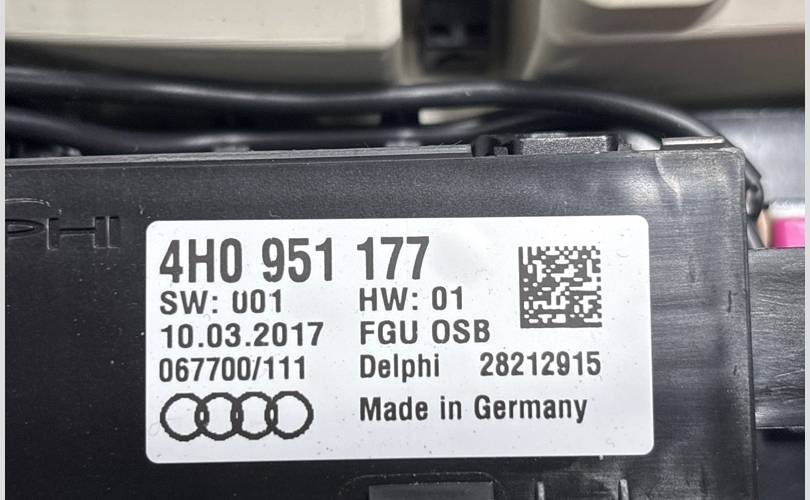 4H0 951 177
SW: 001 HW: 01
10.03.2017 FGU OSB
067700/111 Delphi 28212915
Made in Germany